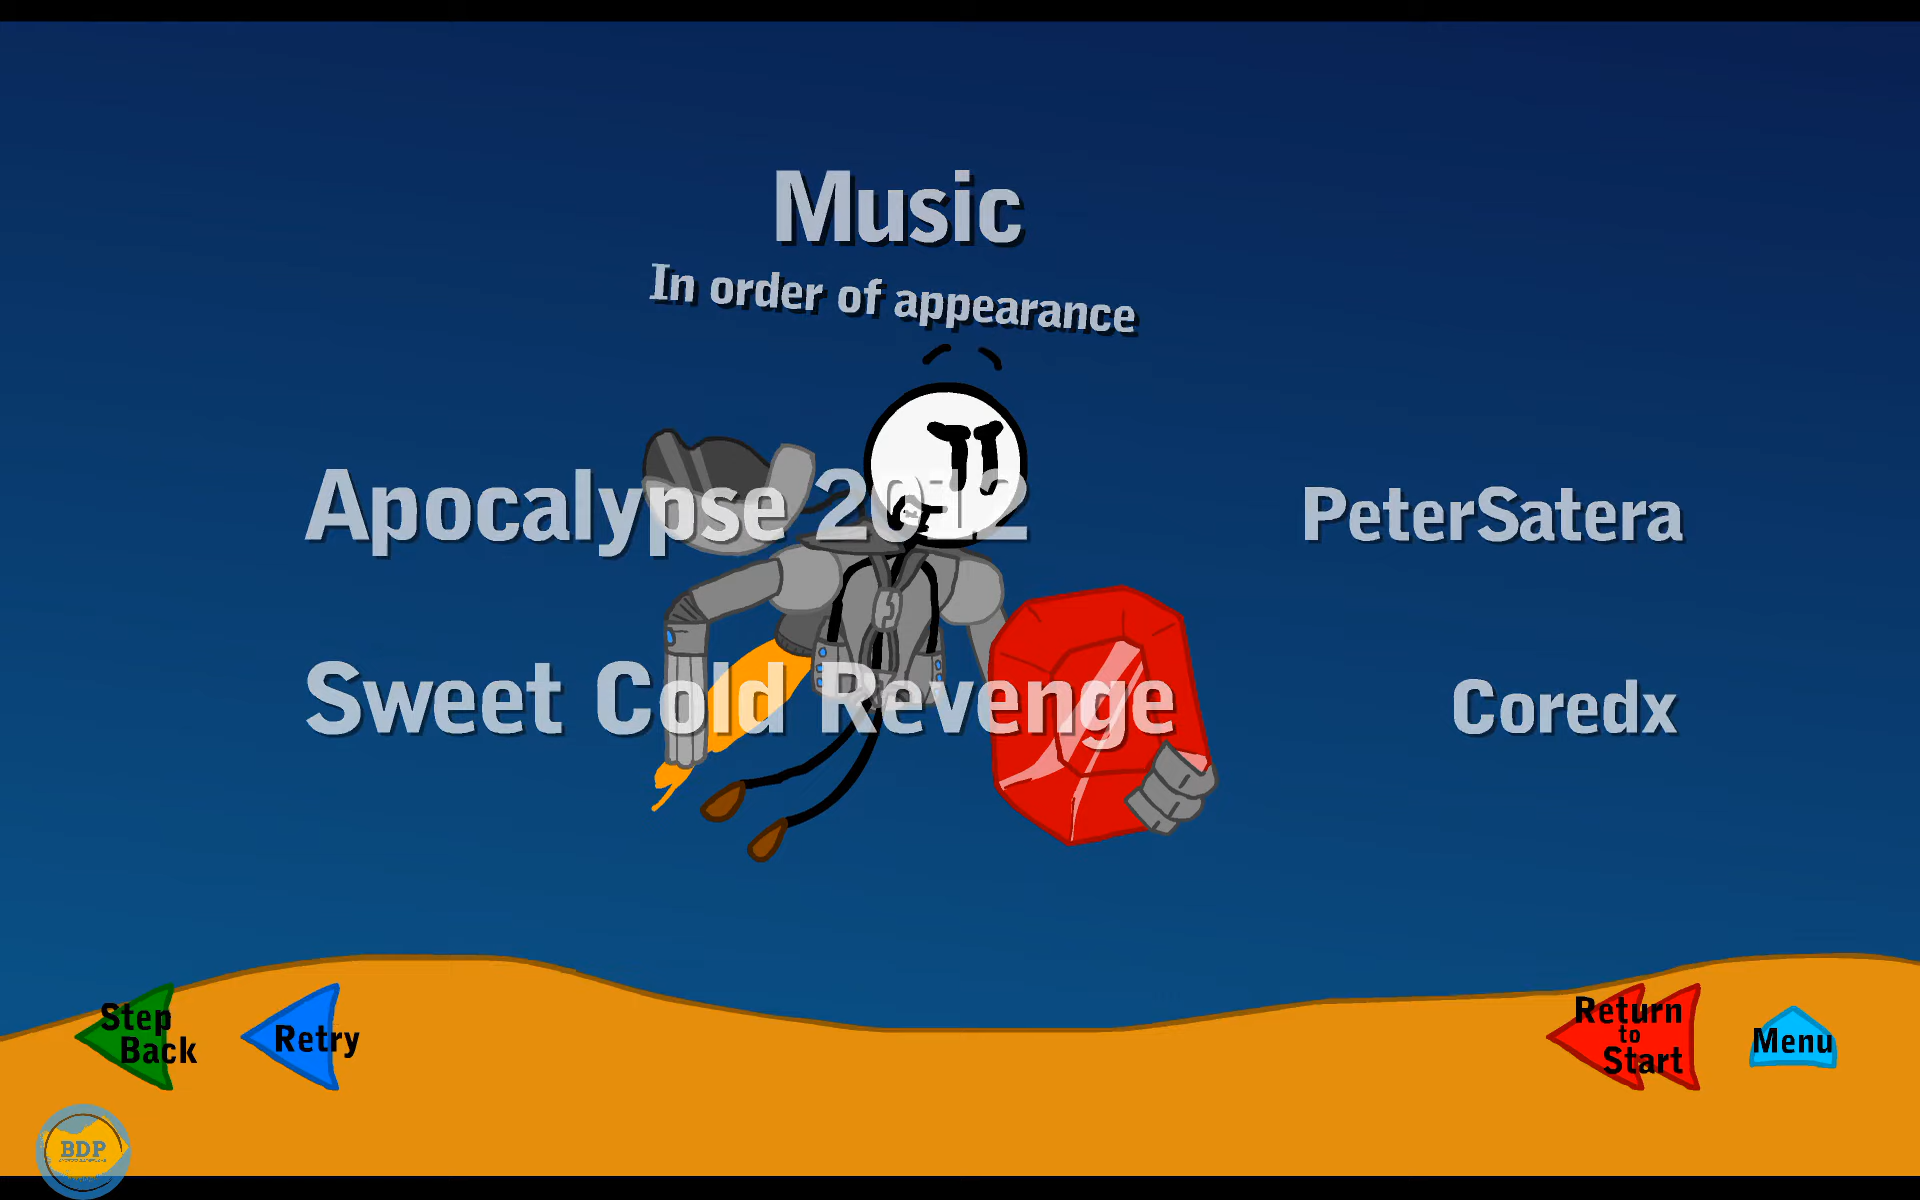 Music
In order of appearance
Apocalypse 2012 PeterSatera
Sweet Cold Revenge Coredx
Step
Back
Retry
Return
to
Start
Menu
BDP